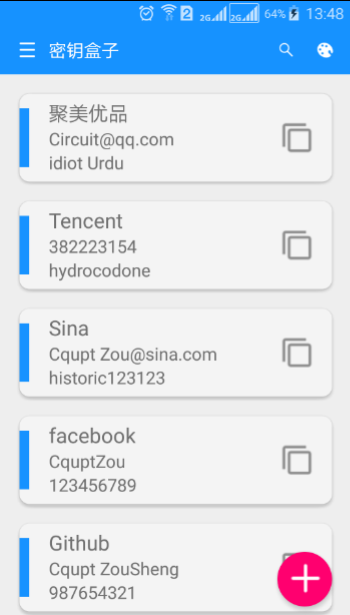 2G 2G 64% 13:48
密钥盒子
聚美优品
Circuit@qq.com
idiot Urdu
Tencent
382223154
hydrocodone
Sina
Cqupt Zou@sina.com
historic123123
facebook
CquptZou
123456789
Github
Cqupt ZouSheng
987654321